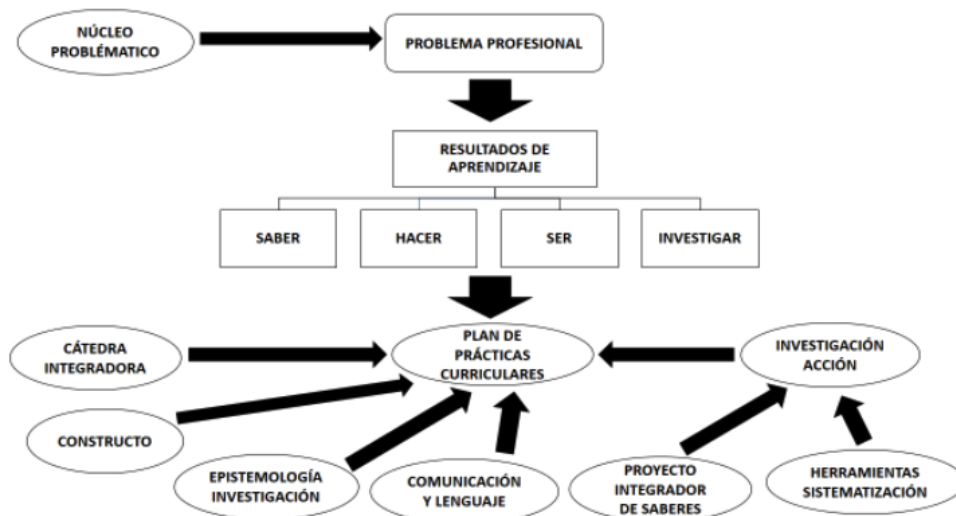 NÚCLEO
PROBLÉMATICO
PROBLEMA PROFESIONAL
RESULTADOS DE
APRENDIZAJE
SABER
HACER
SER
INVESTIGAR
CÁTEDRA
INTEGRADORA
PLAN DE
PRÁCTICAS
CURRICULARES
INVESTIGACIÓN
ACCIÓN
CONSTRUCTO
EPISTEMOLOGÍA
INVESTIGACIÓN
COMUNICACIÓN
Y LENGUAJE
PROYECTO
INTEGRADOR
DE SABERES
HERRAMIENTAS
SISTEMATIZACIÓN